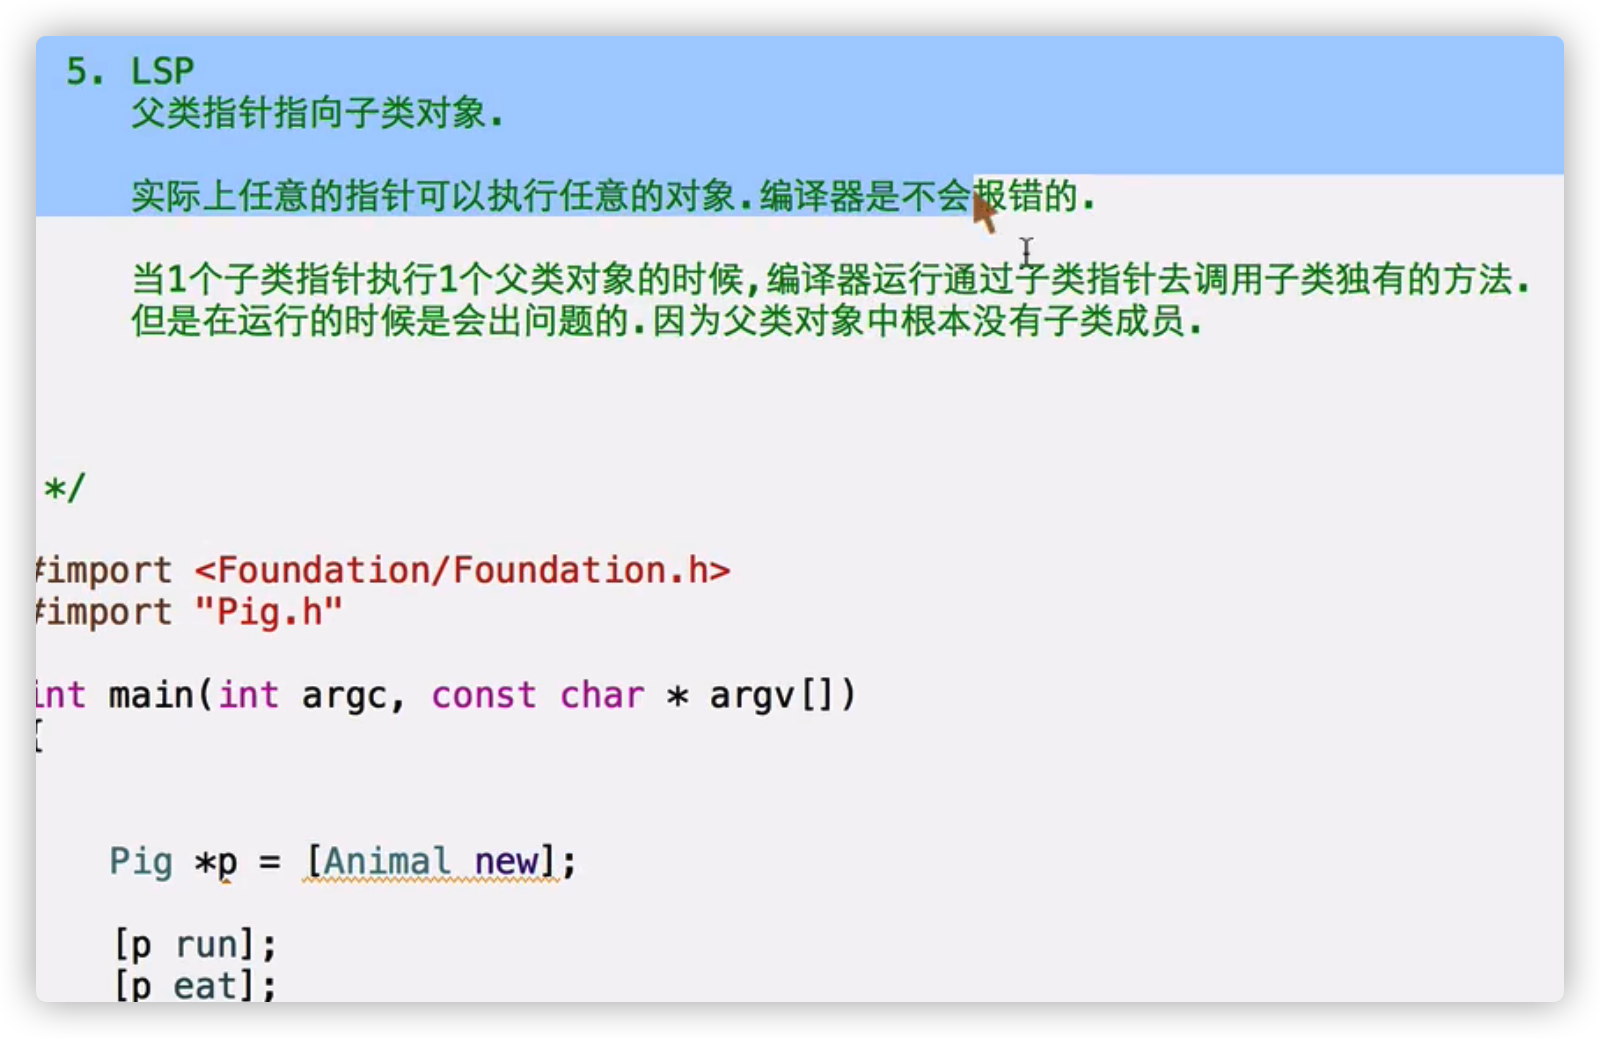 5. LSP
父类指针指向子类对象.
实际上任意的指针可以执行任意的对象.编译器是不会报错的.
当1个子类指针执行1个父类对象的时候,编译器运行通过子类指针去调用子类独有的方法.
但是在运行的时候是会出问题的.因为父类对象中根本没有子类成员.
*/
#import <Foundation/Foundation.h>
#import "Pig.h"
int main(int argc, const char * argv[])
{
Pig *p = [Animal new];
[p run];
[p eat];